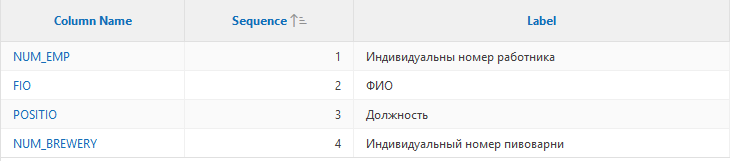 Column Name Sequence Label
NUM_EMP 1 Индивидуальны номер работника
FIO 2 ФИО
POSITIO 3 Должность
NUM_BREWERY 4 Индивидуальный номер пивоварни